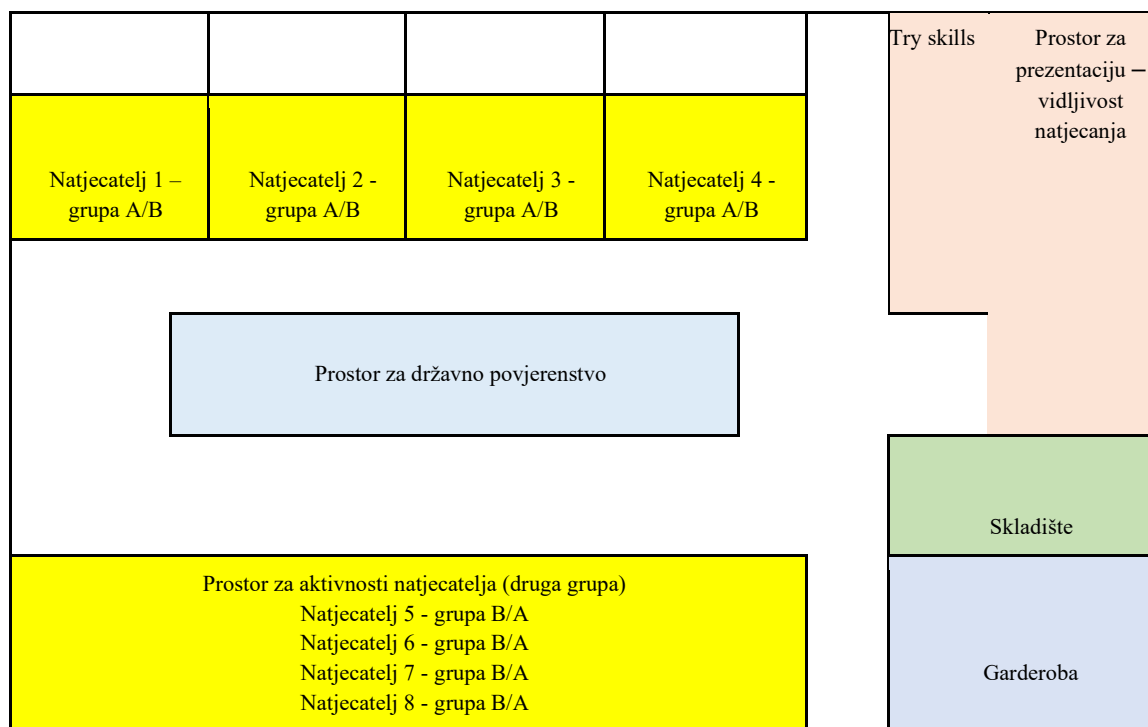 Try skills
Prostor za
prezentaciju –
vidljivost
natjecanja
Natjecatelj 1 –
grupa A/B
Natjecatelj 2 -
grupa A/B
Natjecatelj 3 -
grupa A/B
Natjecatelj 4 -
grupa A/B
Prostor za državno povjerenstvo
Skladište
Prostor za aktivnosti natjecatelja (druga grupa)
Natjecatelj 5 - grupa B/A
Natjecatelj 6 - grupa B/A
Natjecatelj 7 - grupa B/A
Natjecatelj 8 - grupa B/A
Garderoba